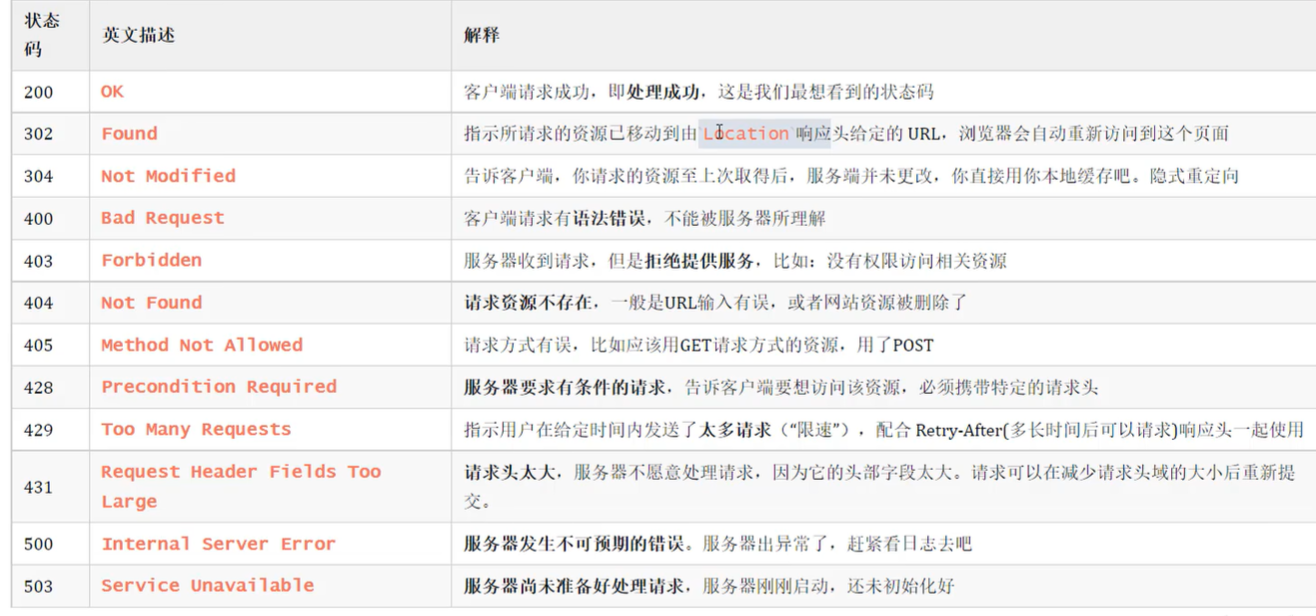 状态
码
英文描述
解释
200
OK
客户端请求成功，即处理成功，这是我们最想看到的状态码
302
Found
指示所请求的资源已移动到由 Location 响应头给定的 URL，浏览器会自动重新访问到这个页面
304
Not Modified
告诉客户端，你请求的资源至上次取得后，服务端并未更改，你直接用你本地缓存吧。隐式重定向
400
Bad Request
客户端请求有语法错误，不能被服务器所理解
403
Forbidden
服务器收到请求，但是拒绝提供服务，比如：没有权限访问相关资源
404
Not Found
请求资源不存在，一般是URL输入有误，或者网站资源被删除了
405
Method Not Allowed
请求方式有误，比如应该用GET请求方式的资源，用了POST
428
Precondition Required
服务器要求有条件的请求，告诉客户端要想访问该资源，必须携带特定的请求头
429
Too Many Requests
指示用户在给定时间内发送了太多请求（“限速”），配合 Retry-After(多长时间后可以请求)响应头一起使用
431
Request Header Fields Too
Large
请求头太大，服务器不愿意处理请求，因为它的头部字段太大。请求可以在减少请求头域的大小后重新提
交。
500
Internal Server Error
服务器发生不可预期的错误。服务器出异常了，赶紧看日志去吧
503
Service Unavailable
服务器尚未准备好处理请求，服务器刚刚启动，还未初始化好